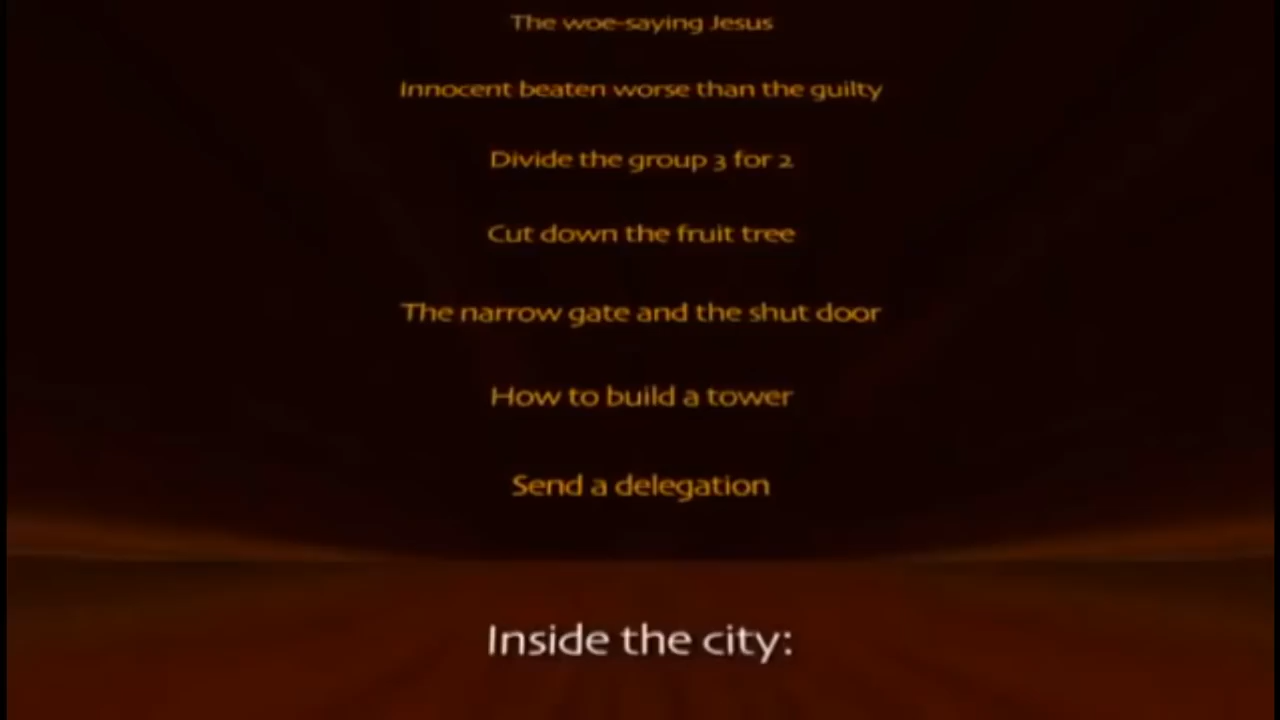 The woe-saying Jesus
Innocent beaten worse than the guilty
Divide the group 3 for 2
Cut down the fruit tree
The narrow gate and the shut door
How to build a tower
Send a delegation
Inside the city: